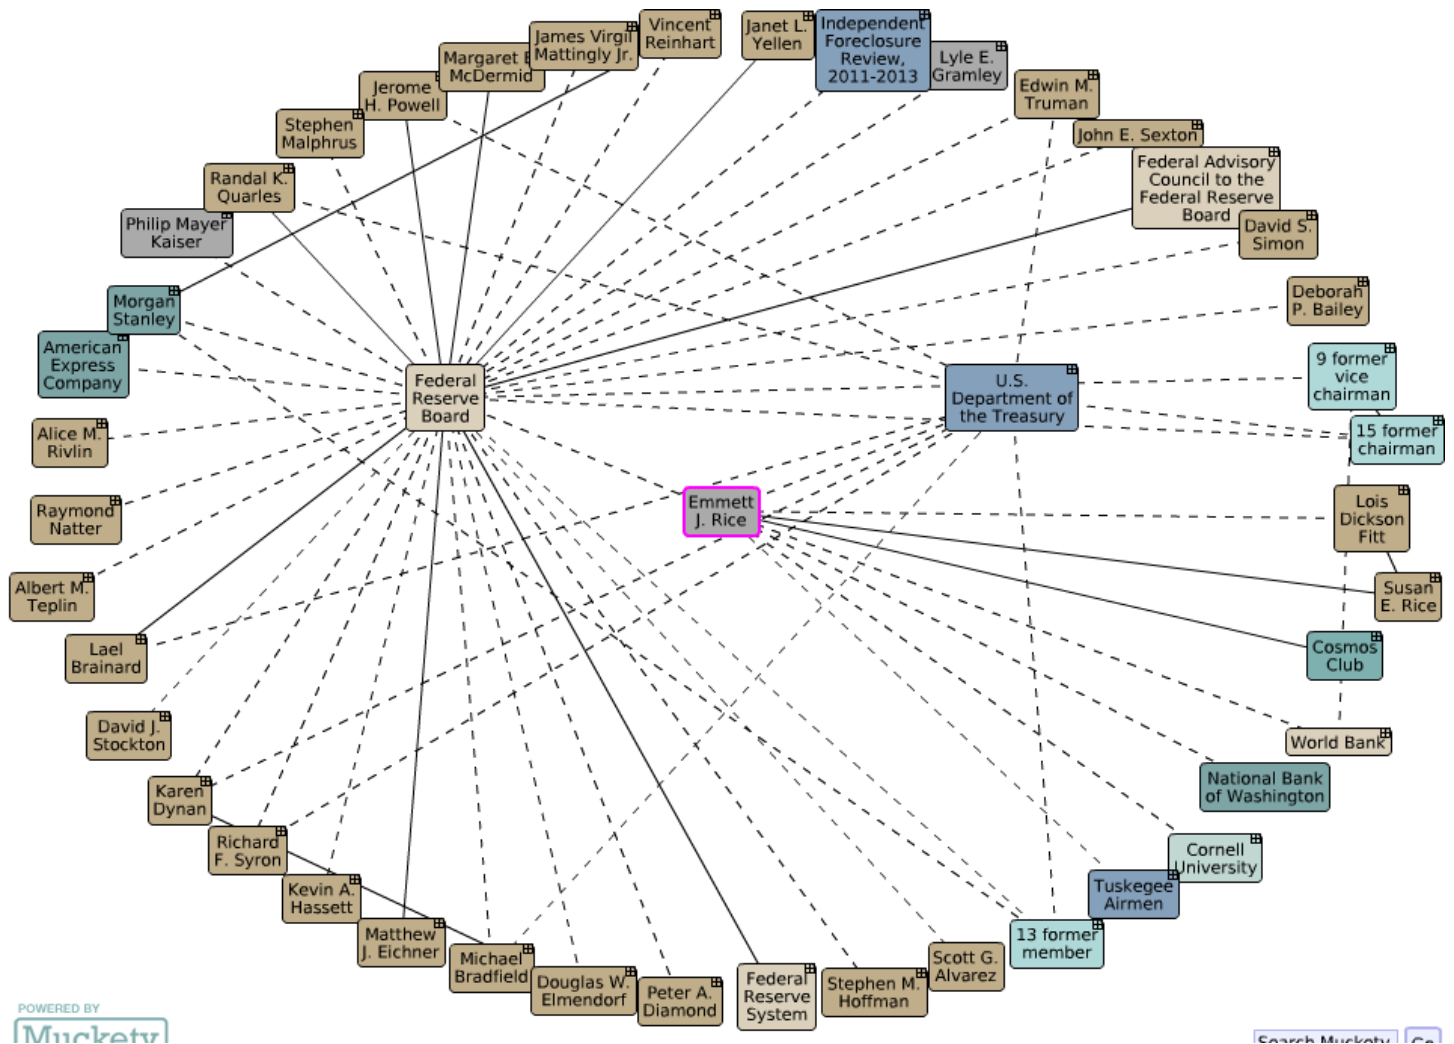 Vincent
Reinhart
Janet L.
Yellen
Independent
Foreclosure
Review,
2011-2013
James Virgil
Mattingly Jr.
Margaret E
McDermid
Lyle E.
Gramley
Jerome
H. Powell
Edwin M.
Truman
Stephen
Malphrus
John E. Sexton
Federal Advisory
Council to the
Federal Reserve
Board
Randal K.
Quarles
Philip Mayer
Kaiser
David S.
Simon
Morgan
Stanley
Deborah
P. Bailey
American
Express
Company
9 former
vice
chairman
Federal
Reserve
Board
U.S.
Department of
the Treasury
Alice M.
Rivlin
15 former
chairman
Raymond
Natter
Emmett
J. Rice
Lois
Dickson
Fitt
Albert M.
Teplin
Susan
E. Rice
Lael
Brainard
Cosmos
Club
David J.
Stockton
World Bank
Karen
Dynan
National Bank
of Washington
Richard
F. Syron
Cornell
University
Kevin A.
Hassett
Tuskegee
Airmen
Matthew
J. Eichner
13 former
member
Michael
Bradfield
Scott G.
Alvarez
Douglas W.
Elmendorf
Peter A.
Diamond
Federal
Reserve
System
Stephen M.
Hoffman
POWERED BY
Muckety
Search Muckety
Go